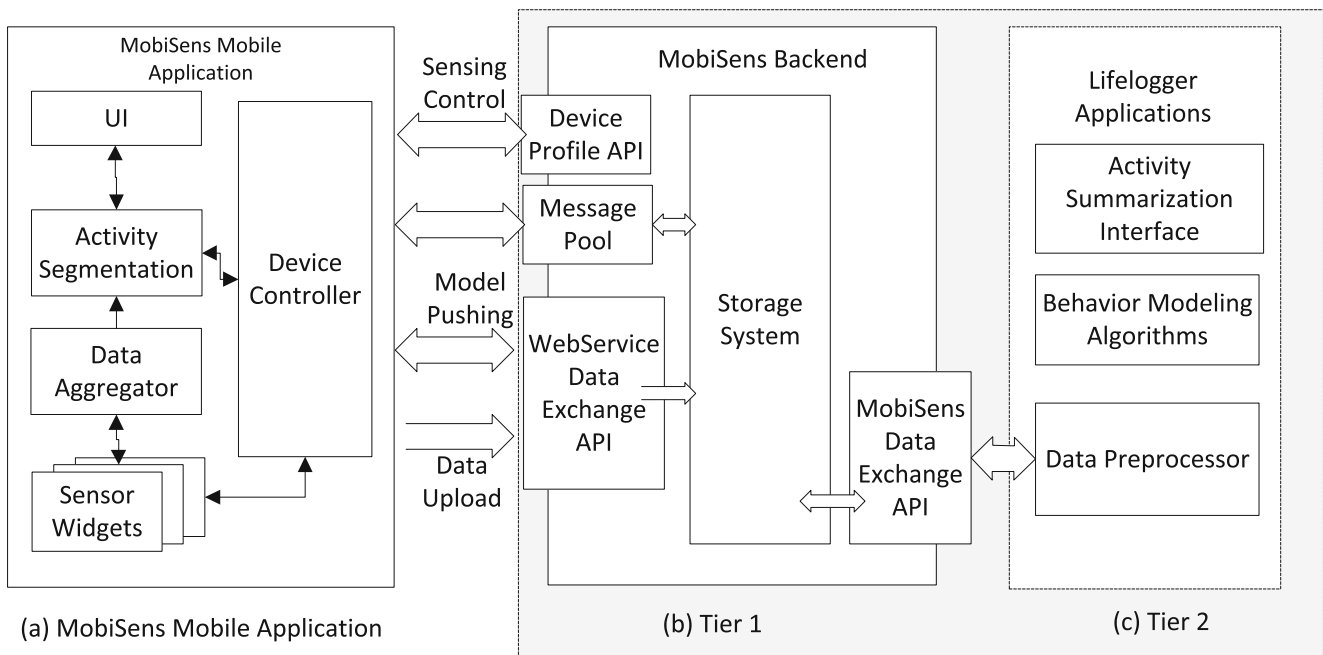 MobiSens Mobile
Application
UI
Activity
Segmentation
Data
Aggregator
Sensor
Widgets
Device
Controller
(a) MobiSens Mobile Application
Sensing
Control
Model
Pushing
Data
Upload
MobiSens Backend
Device
Profile API
Message
Pool
WebService
Data
Exchange
API
Storage
System
MobiSens
Data
Exchange
API
(b) Tier 1
Lifelogger
Applications
Activity
Summarization
Interface
Behavior Modeling
Algorithms
Data Preprocessor
(c) Tier 2